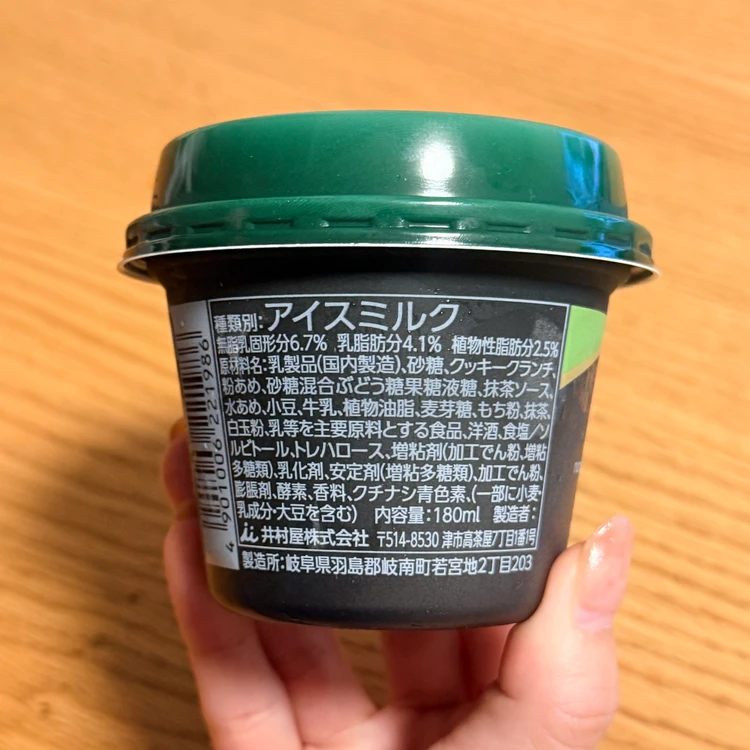 種類別:アイスミルク
無脂乳固形分6.7% 乳脂肪分4.1% 植物性脂肪分2.5%
原材料名:乳製品(国内製造)、砂糖、クッキークランチ、
粉あめ、砂糖混合ぶどう糖果糖液糖、抹茶ソース、
水あめ、小豆、牛乳、植物油脂、麦芽糖、もち粉、抹茶、
白玉粉、乳等を主要原料とする食品、洋酒、食塩/ソ
ルビトール、トレハロース、増粘剤(加工でん粉、増粘
多糖類)、乳化剤、安定剤(増粘多糖類)、加工でん粉、
膨脹剤、酵素、香料、クチナシ青色素、(一部に小麦・
乳成分・大豆を含む) 内容量:180ml 製造者:
井村屋株式会社 〒514-8530 津市高茶屋7丁目1番1号
製造所:岐阜県羽島郡岐南町若宮地2丁目203
4 901006 221986